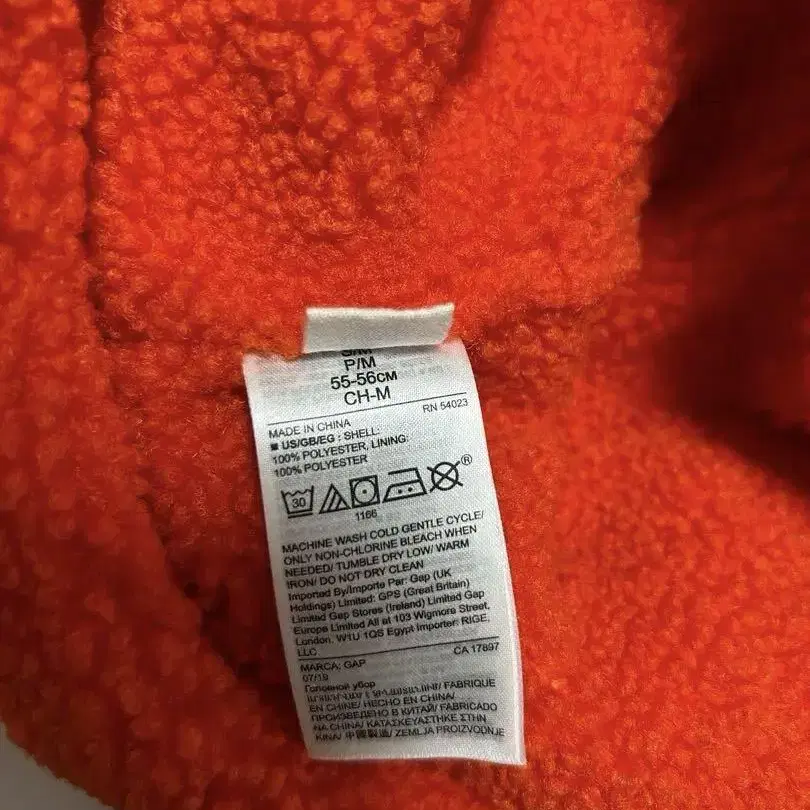 S/M
P/M
55-56CM
CH-M
RN 54023
MADE IN CHINA
■ US/GB/EG : SHELL:
100% POLYESTER, LINING:
100% POLYESTER
30
®
1166
MACHINE WASH COLD GENTLE CYCLE/
ONLY NON-CHLORINE BLEACH WHEN
NEEDED/ TUMBLE DRY LOW/ WARM
IRON/ DO NOT DRY CLEAN
Imported By/Importe Par: Gap (UK
Holdings) Limited: GPS (Great Britain)
Limited Gap Stores (Ireland) Limited Gap
Europe Limited All at 103 Wigmore Street,
London. W1U 1QS Egypt Importer: RIGE,
LLC
CA 17897
MARCA: GAP
07/19
Головной убор
FABRIQUE
EN CHINE/ HECHO EN CHINA/
ПРОИЗВЕДЕНО В КИТАЙ/ FABRICADO
NA CHINA/ ΚΑΤΑΣΚΕΥΑΣΤΗΚΕ ΣΤΗΝ
ΚΙΝΑ/ 中國製造/ ZEMLJA PROIZVODNJE